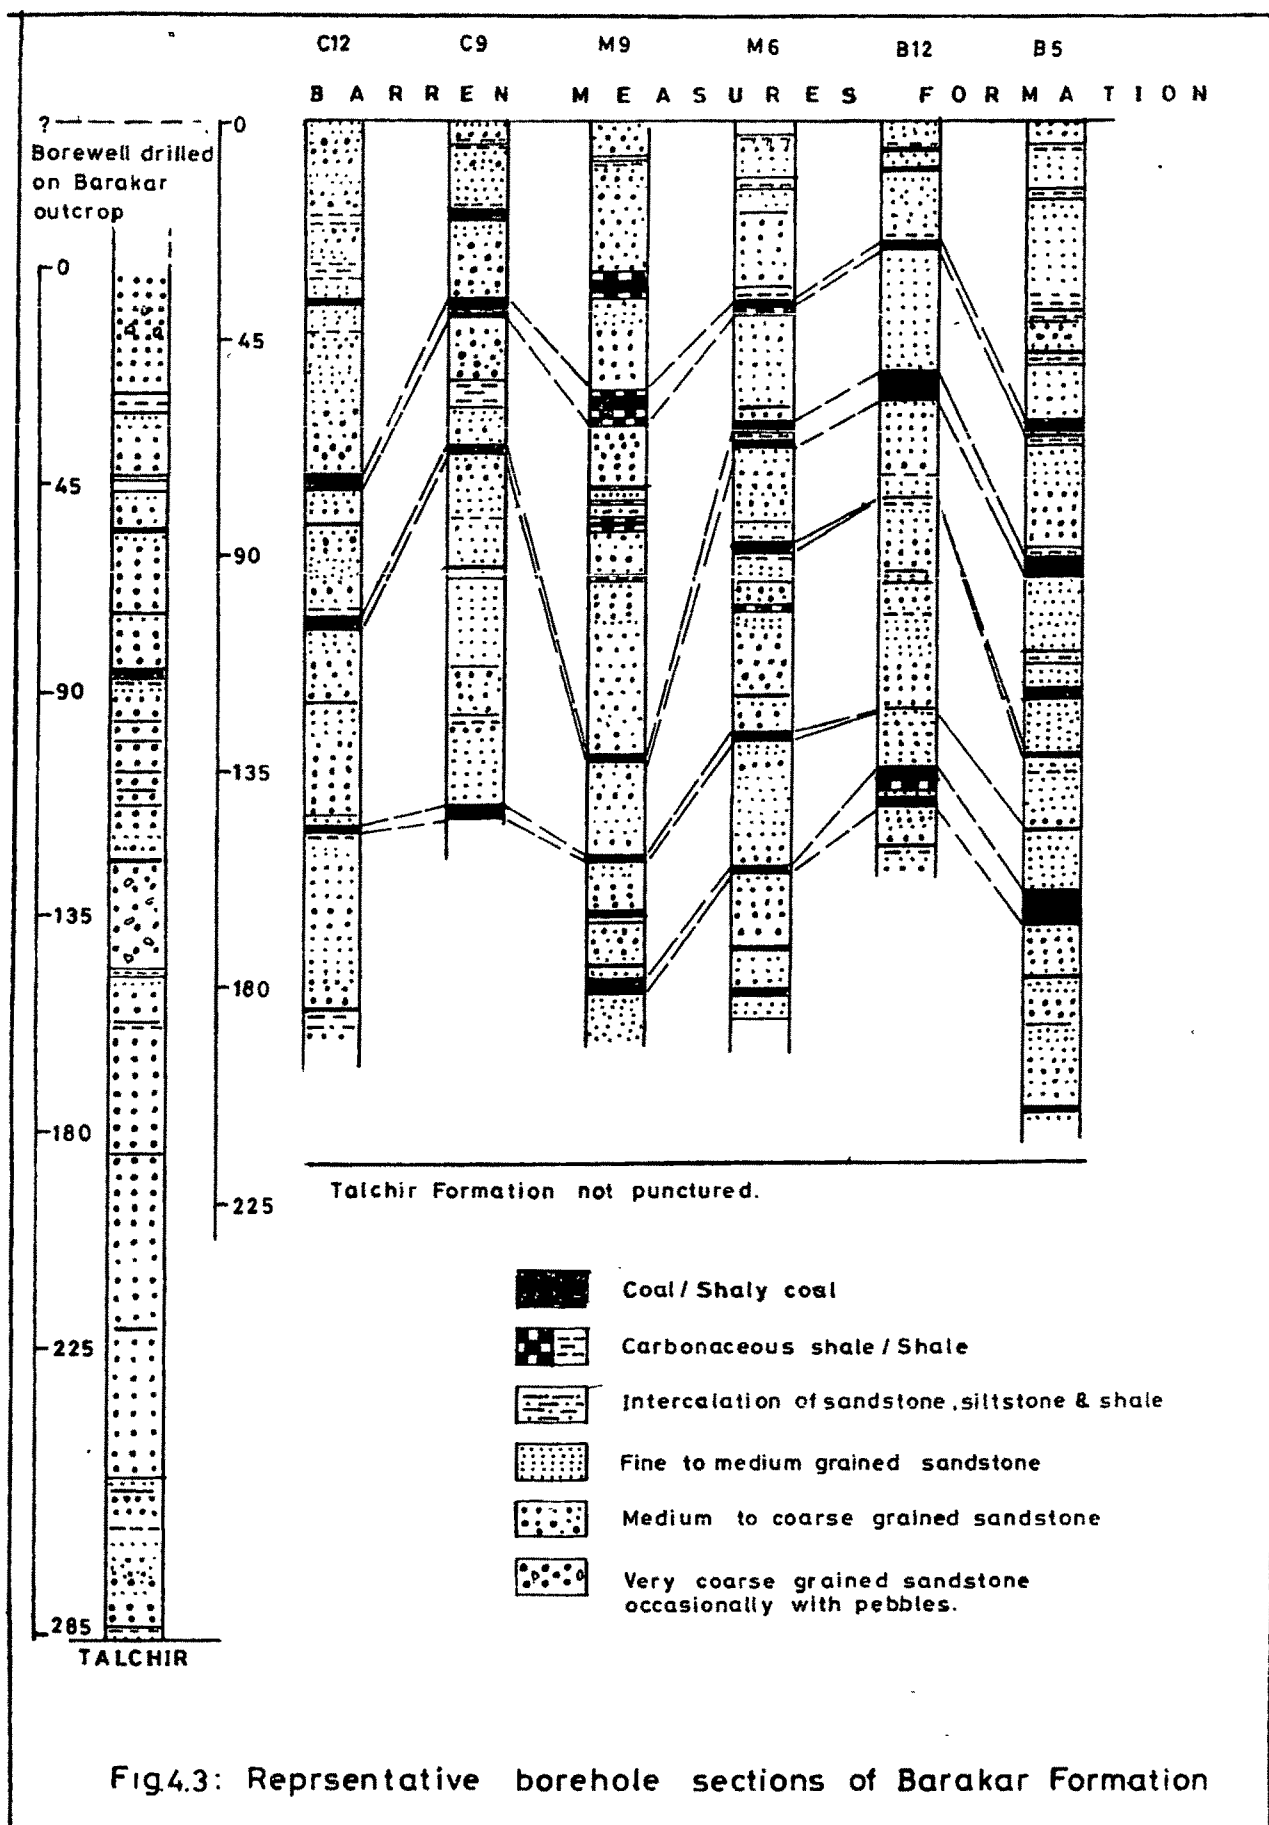 C12 C9 M9 M6 B12 B5
BARREN MEASURES FORMATION
?
Borewell drilled
on Barakar
outcrop
0
45
90
135
180
225
285
TALCHIR
0
45
90
135
180
225
Talchir Formation not punctured.
Coal / Shaly coal
Carbonaceous shale / Shale
Intercalation of sandstone, siltstone & shale
Fine to medium grained sandstone
Medium to coarse grained sandstone
Very coarse grained sandstone
occasionally with pebbles.
Fig.4.3: Reprsentative borehole sections of Barakar Formation